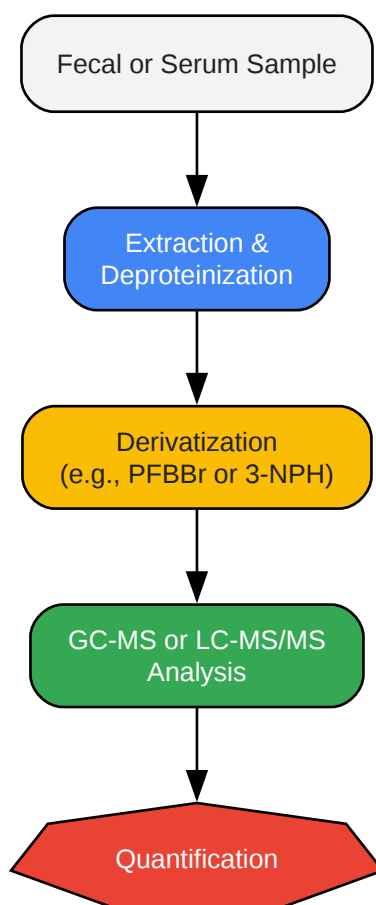 Fecal or Serum Sample
Extraction &
Deproteinization
Derivatization
(e.g., PFBBr or 3-NPH)
GC-MS or LC-MS/MS
Analysis
Quantification